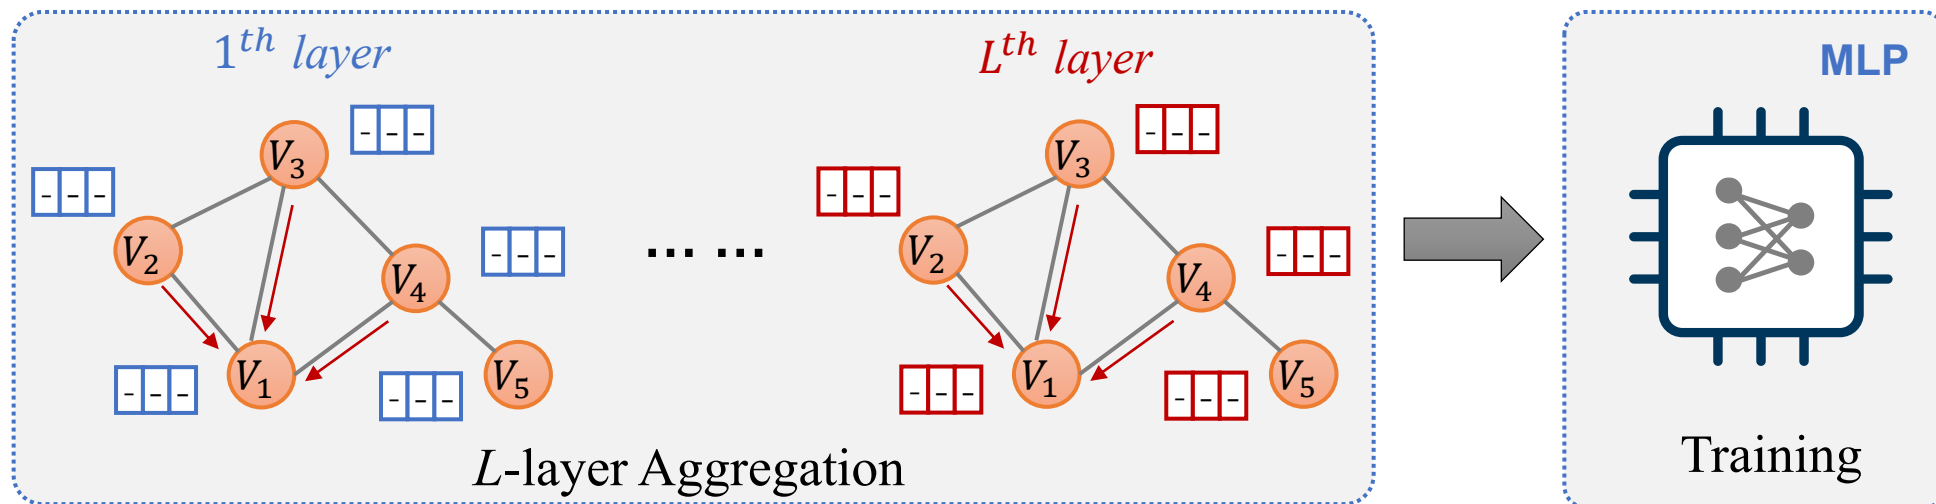 1th layer
V3
- - -
- - -
V2
V4
- - -
V1
- - -
- - -
V5
... ...
Lth layer
V3
- - -
- - -
V2
V4
- - -
V1
- - -
- - -
V5
L-layer Aggregation
MLP
Training